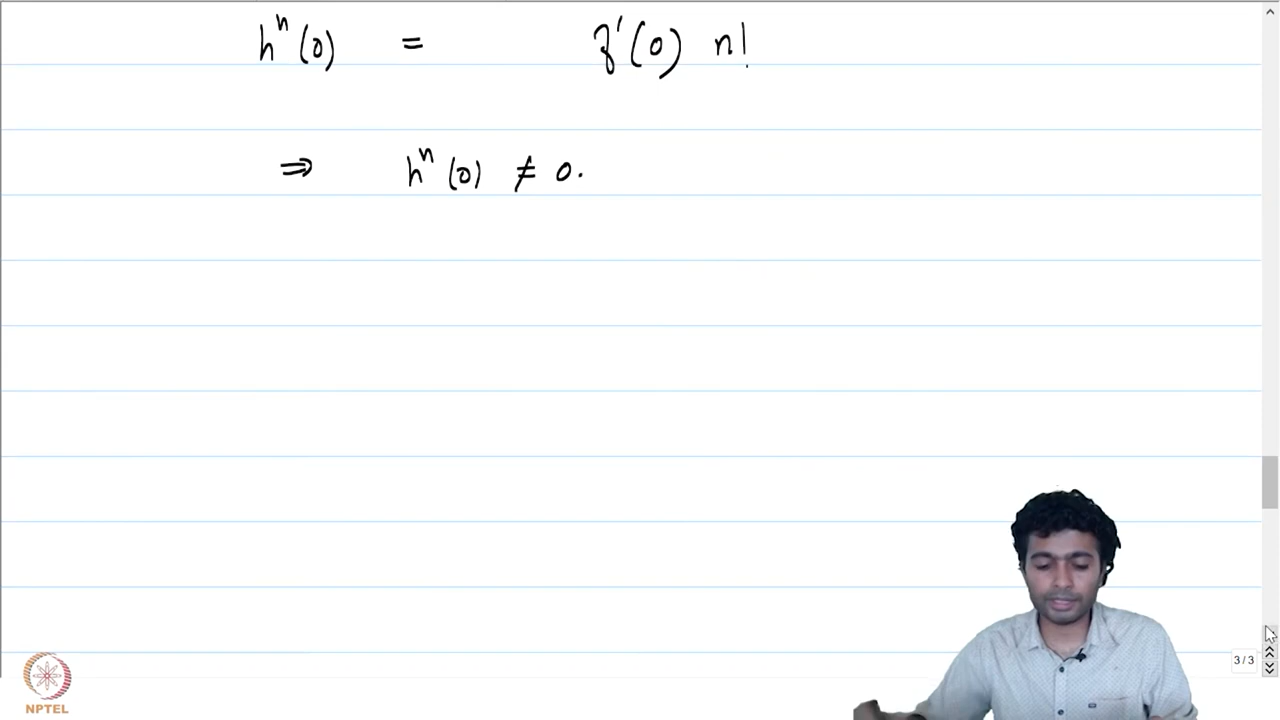 hⁿ(0) = g'(0) n!
⇒ hⁿ(0) ≠ 0.
3 / 3
NPTEL